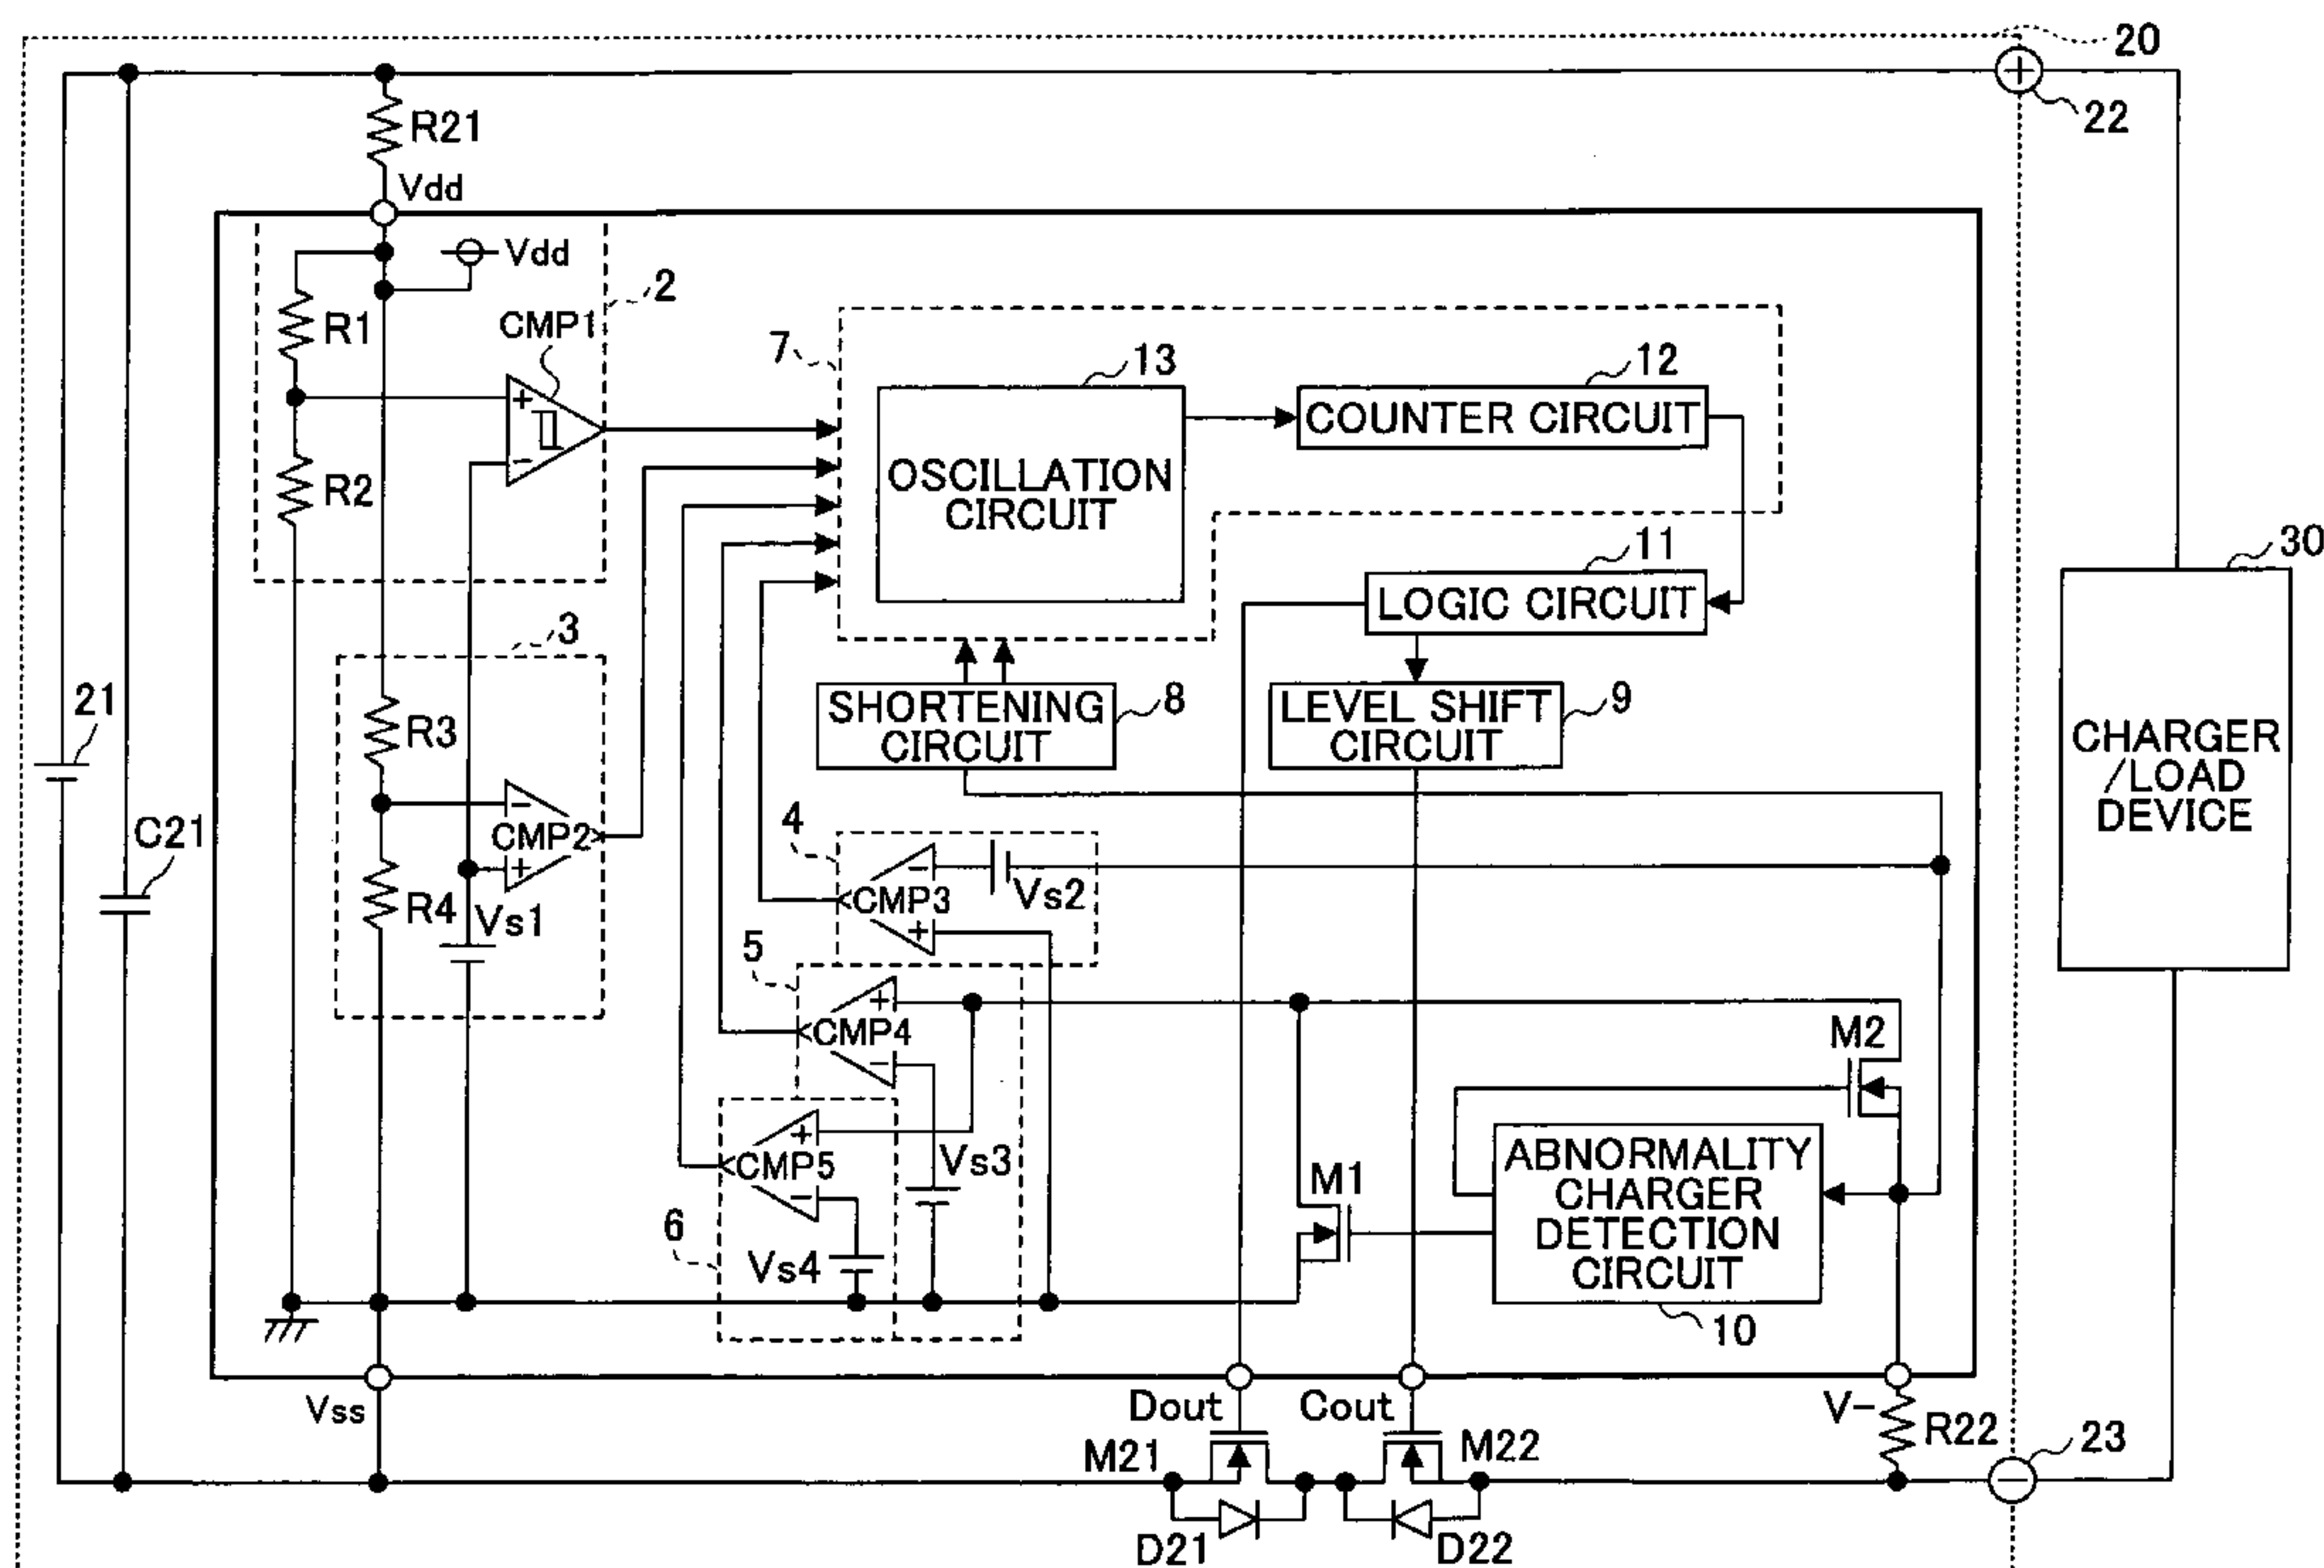 20
+
22
R21
Vdd
Vdd
2
R1
CMP1
+
-
R2
7
13
12
OSCILLATION
CIRCUIT
COUNTER CIRCUIT
11
LOGIC CIRCUIT
30
CHARGER
/LOAD
DEVICE
3
21
R3
-
CMP2
+
R4
Vs1
C21
SHORTENING
CIRCUIT
8
LEVEL SHIFT
CIRCUIT
9
4
-
CMP3
+
Vs2
5
+
CMP4
-
M2
+
CMP5
-
Vs3
6
Vs4
M1
ABNORMALITY
CHARGER
DETECTION
CIRCUIT
10
Vss
Dout
Cout
V-
R22
23
-
M21
M22
D21
D22